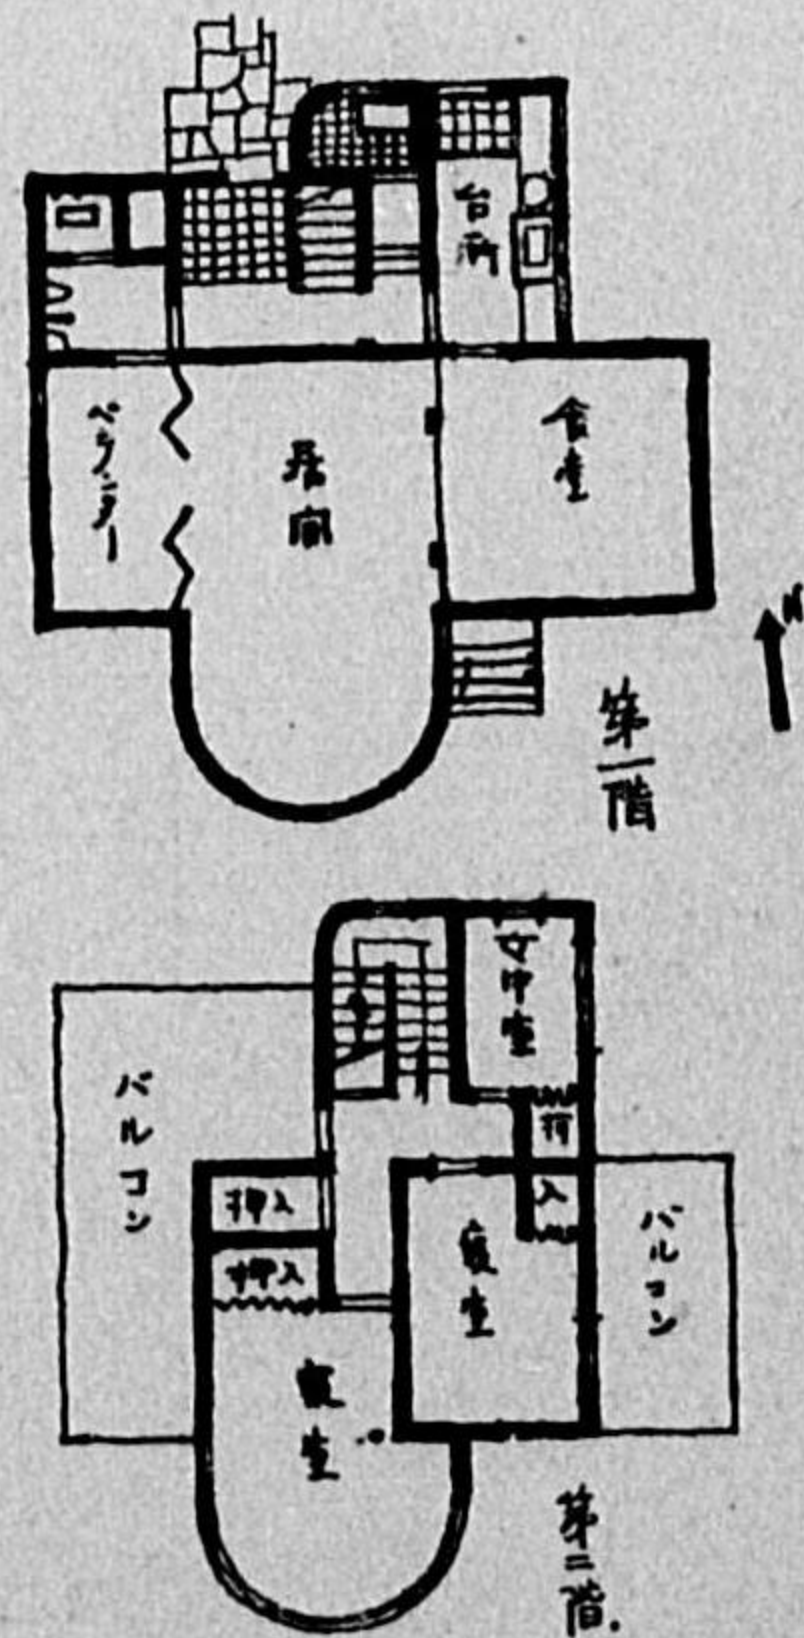 台所
ベランダー
居間
食堂
N
第一階
女中室
バルコン
押入
押入
押入
寝室
バルコン
寝室
第二階.